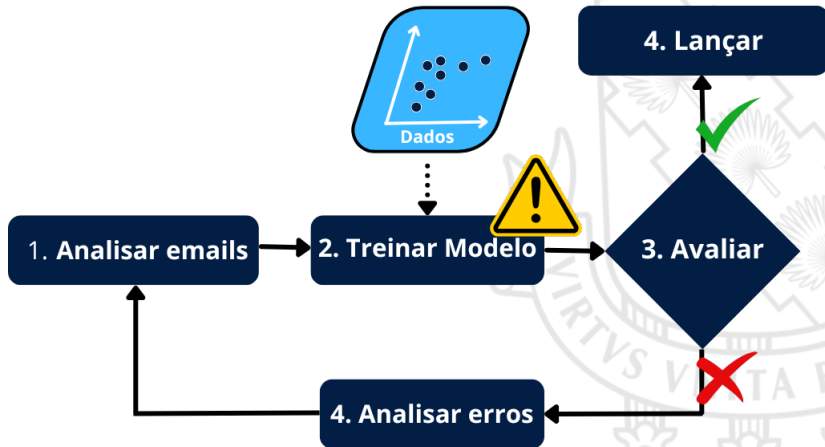 4. Lançar
Dados
1. Analisar emails
2. Treinar Modelo
3. Avaliar
4. Analisar erros